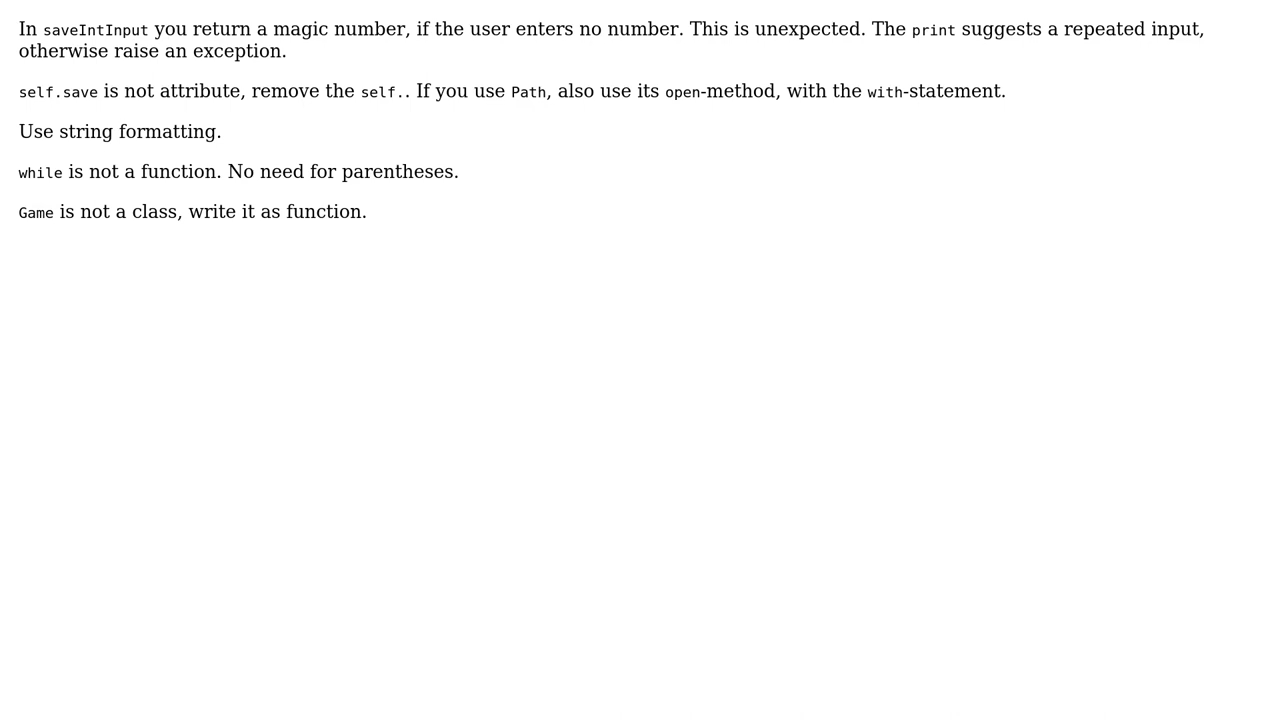 In saveIntInput you return a magic number, if the user enters no number. This is unexpected. The print suggests a repeated input,
otherwise raise an exception.
self.save is not attribute, remove the self.. If you use Path, also use its open-method, with the with-statement.
Use string formatting.
while is not a function. No need for parentheses.
Game is not a class, write it as function.